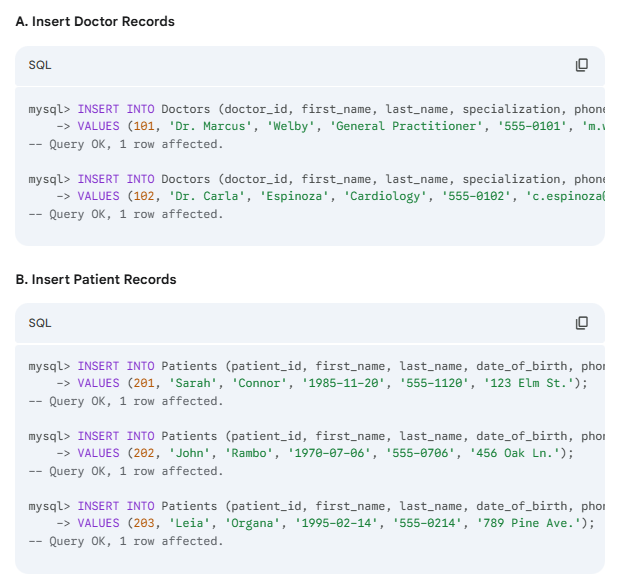 A. Insert Doctor Records
SQL
mysql> INSERT INTO Doctors (doctor_id, first_name, last_name, specialization, phone
-> VALUES (101, 'Dr. Marcus', 'Welby', 'General Practitioner', '555-0101', 'm.w
-- Query OK, 1 row affected.
mysql> INSERT INTO Doctors (doctor_id, first_name, last_name, specialization, phone
-> VALUES (102, 'Dr. Carla', 'Espinoza', 'Cardiology', '555-0102', 'c.espinoza@
-- Query OK, 1 row affected.
B. Insert Patient Records
SQL
mysql> INSERT INTO Patients (patient_id, first_name, last_name, date_of_birth, phon
-> VALUES (201, 'Sarah', 'Connor', '1985-11-20', '555-1120', '123 Elm St.');
-- Query OK, 1 row affected.
mysql> INSERT INTO Patients (patient_id, first_name, last_name, date_of_birth, phon
-> VALUES (202, 'John', 'Rambo', '1970-07-06', '555-0706', '456 Oak Ln.');
-- Query OK, 1 row affected.
mysql> INSERT INTO Patients (patient_id, first_name, last_name, date_of_birth, phon
-> VALUES (203, 'Leia', 'Organa', '1995-02-14', '555-0214', '789 Pine Ave.');
-- Query OK, 1 row affected.